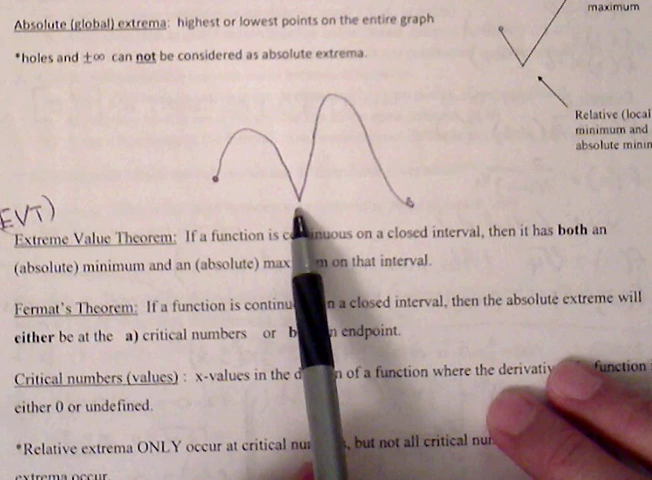 maximum
Absolute (global) extrema: highest or lowest points on the entire graph
*holes and ±∞ can not be considered as absolute extrema.
Relative (local
minimum and
absolute minim
EVT)
Extreme Value Theorem: If a function is continuous on a closed interval, then it has both an
(absolute) minimum and an (absolute) max m on that interval.
Fermat's Theorem: If a function is continu n a closed interval, then the absolute extreme will
either be at the a) critical numbers or b n endpoint.
Critical numbers (values) : x-values in the d n of a function where the derivativ function
either 0 or undefined.
*Relative extrema ONLY occur at critical nu , but not all critical nu
extrema occur